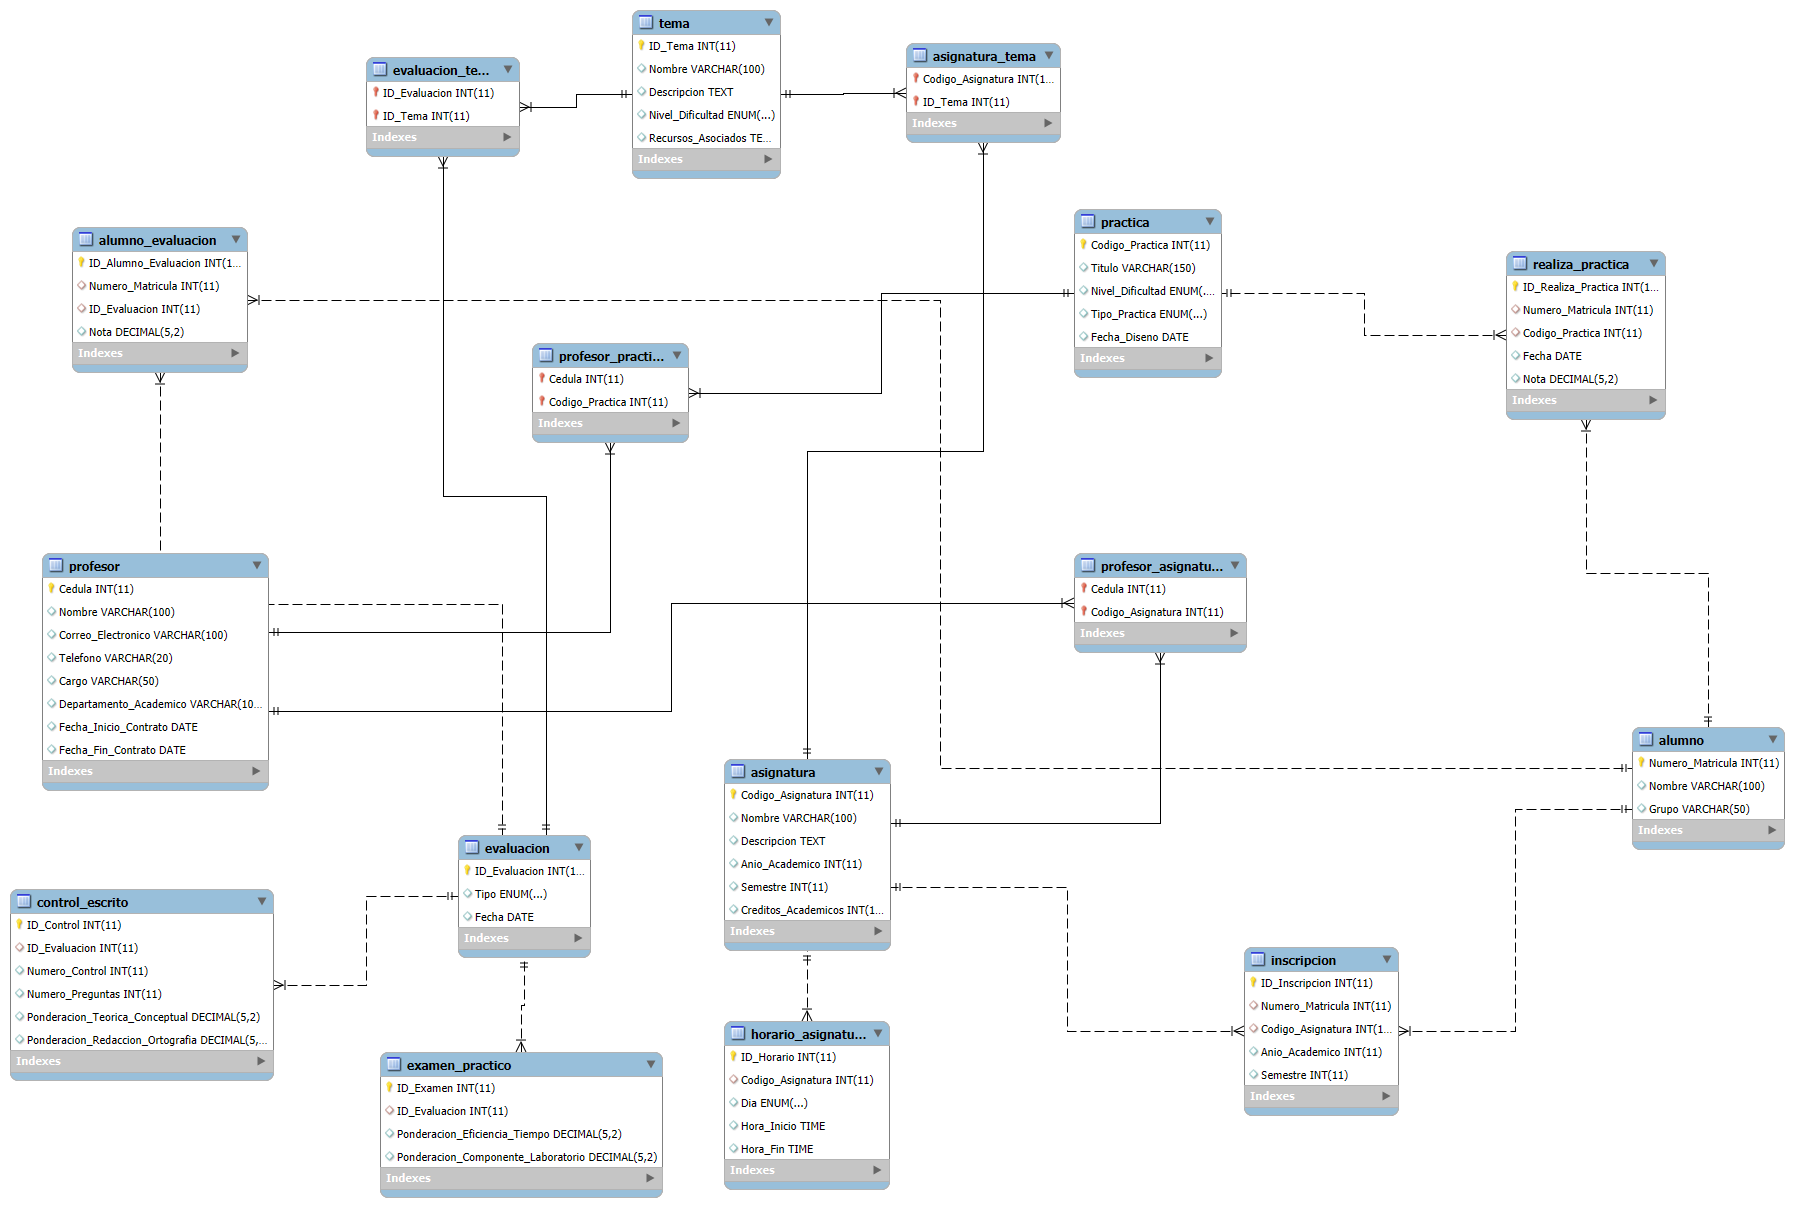 tema
ID_Tema INT(11)
Nombre VARCHAR(100)
Descripcion TEXT
Nivel_Dificultad ENUM(...)
Recursos_Asociados TE...
Indexes
evaluacion_te...
ID_Evaluacion INT(11)
ID_Tema INT(11)
Indexes
asignatura_tema
Codigo_Asignatura INT(1...
ID_Tema INT(11)
Indexes
alumno_evaluacion
ID_Alumno_Evaluacion INT(1...
Numero_Matricula INT(11)
ID_Evaluacion INT(11)
Nota DECIMAL(5,2)
Indexes
practica
Codigo_Practica INT(11)
Titulo VARCHAR(150)
Nivel_Dificultad ENUM(....
Tipo_Practica ENUM(...)
Fecha_Diseno DATE
Indexes
realiza_practica
ID_Realiza_Practica INT(1...
Numero_Matricula INT(11)
Codigo_Practica INT(11)
Fecha DATE
Nota DECIMAL(5,2)
Indexes
profesor_practi...
Cedula INT(11)
Codigo_Practica INT(11)
Indexes
profesor
Cedula INT(11)
Nombre VARCHAR(100)
Correo_Electronico VARCHAR(100)
Telefono VARCHAR(20)
Cargo VARCHAR(50)
Departamento_Academico VARCHAR(10...
Fecha_Inicio_Contrato DATE
Fecha_Fin_Contrato DATE
Indexes
profesor_asignatu...
Cedula INT(11)
Codigo_Asignatura INT(11)
Indexes
alumno
Numero_Matricula INT(11)
Nombre VARCHAR(100)
Grupo VARCHAR(50)
Indexes
asignatura
Codigo_Asignatura INT(11)
Nombre VARCHAR(100)
Descripcion TEXT
Anio_Academico INT(11)
Semestre INT(11)
Creditos_Academicos INT(1...
Indexes
evaluacion
ID_Evaluacion INT(1...
Tipo ENUM(...)
Fecha DATE
Indexes
control_escrito
ID_Control INT(11)
ID_Evaluacion INT(11)
Numero_Control INT(11)
Numero_Preguntas INT(11)
Ponderacion_Teorica_Conceptual DECIMAL(5,2)
Ponderacion_Redaccion_Ortografia DECIMAL(5,...
Indexes
inscripcion
ID_Inscripcion INT(11)
Numero_Matricula INT(11)
Codigo_Asignatura INT(1...
Anio_Academico INT(11)
Semestre INT(11)
Indexes
horario_asignatu...
ID_Horario INT(11)
Codigo_Asignatura INT(11)
Dia ENUM(...)
Hora_Inicio TIME
Hora_Fin TIME
Indexes
examen_practico
ID_Examen INT(11)
ID_Evaluacion INT(11)
Ponderacion_Eficiencia_Tiempo DECIMAL(5,2)
Ponderacion_Componente_Laboratorio DECIMAL(5,2)
Indexes